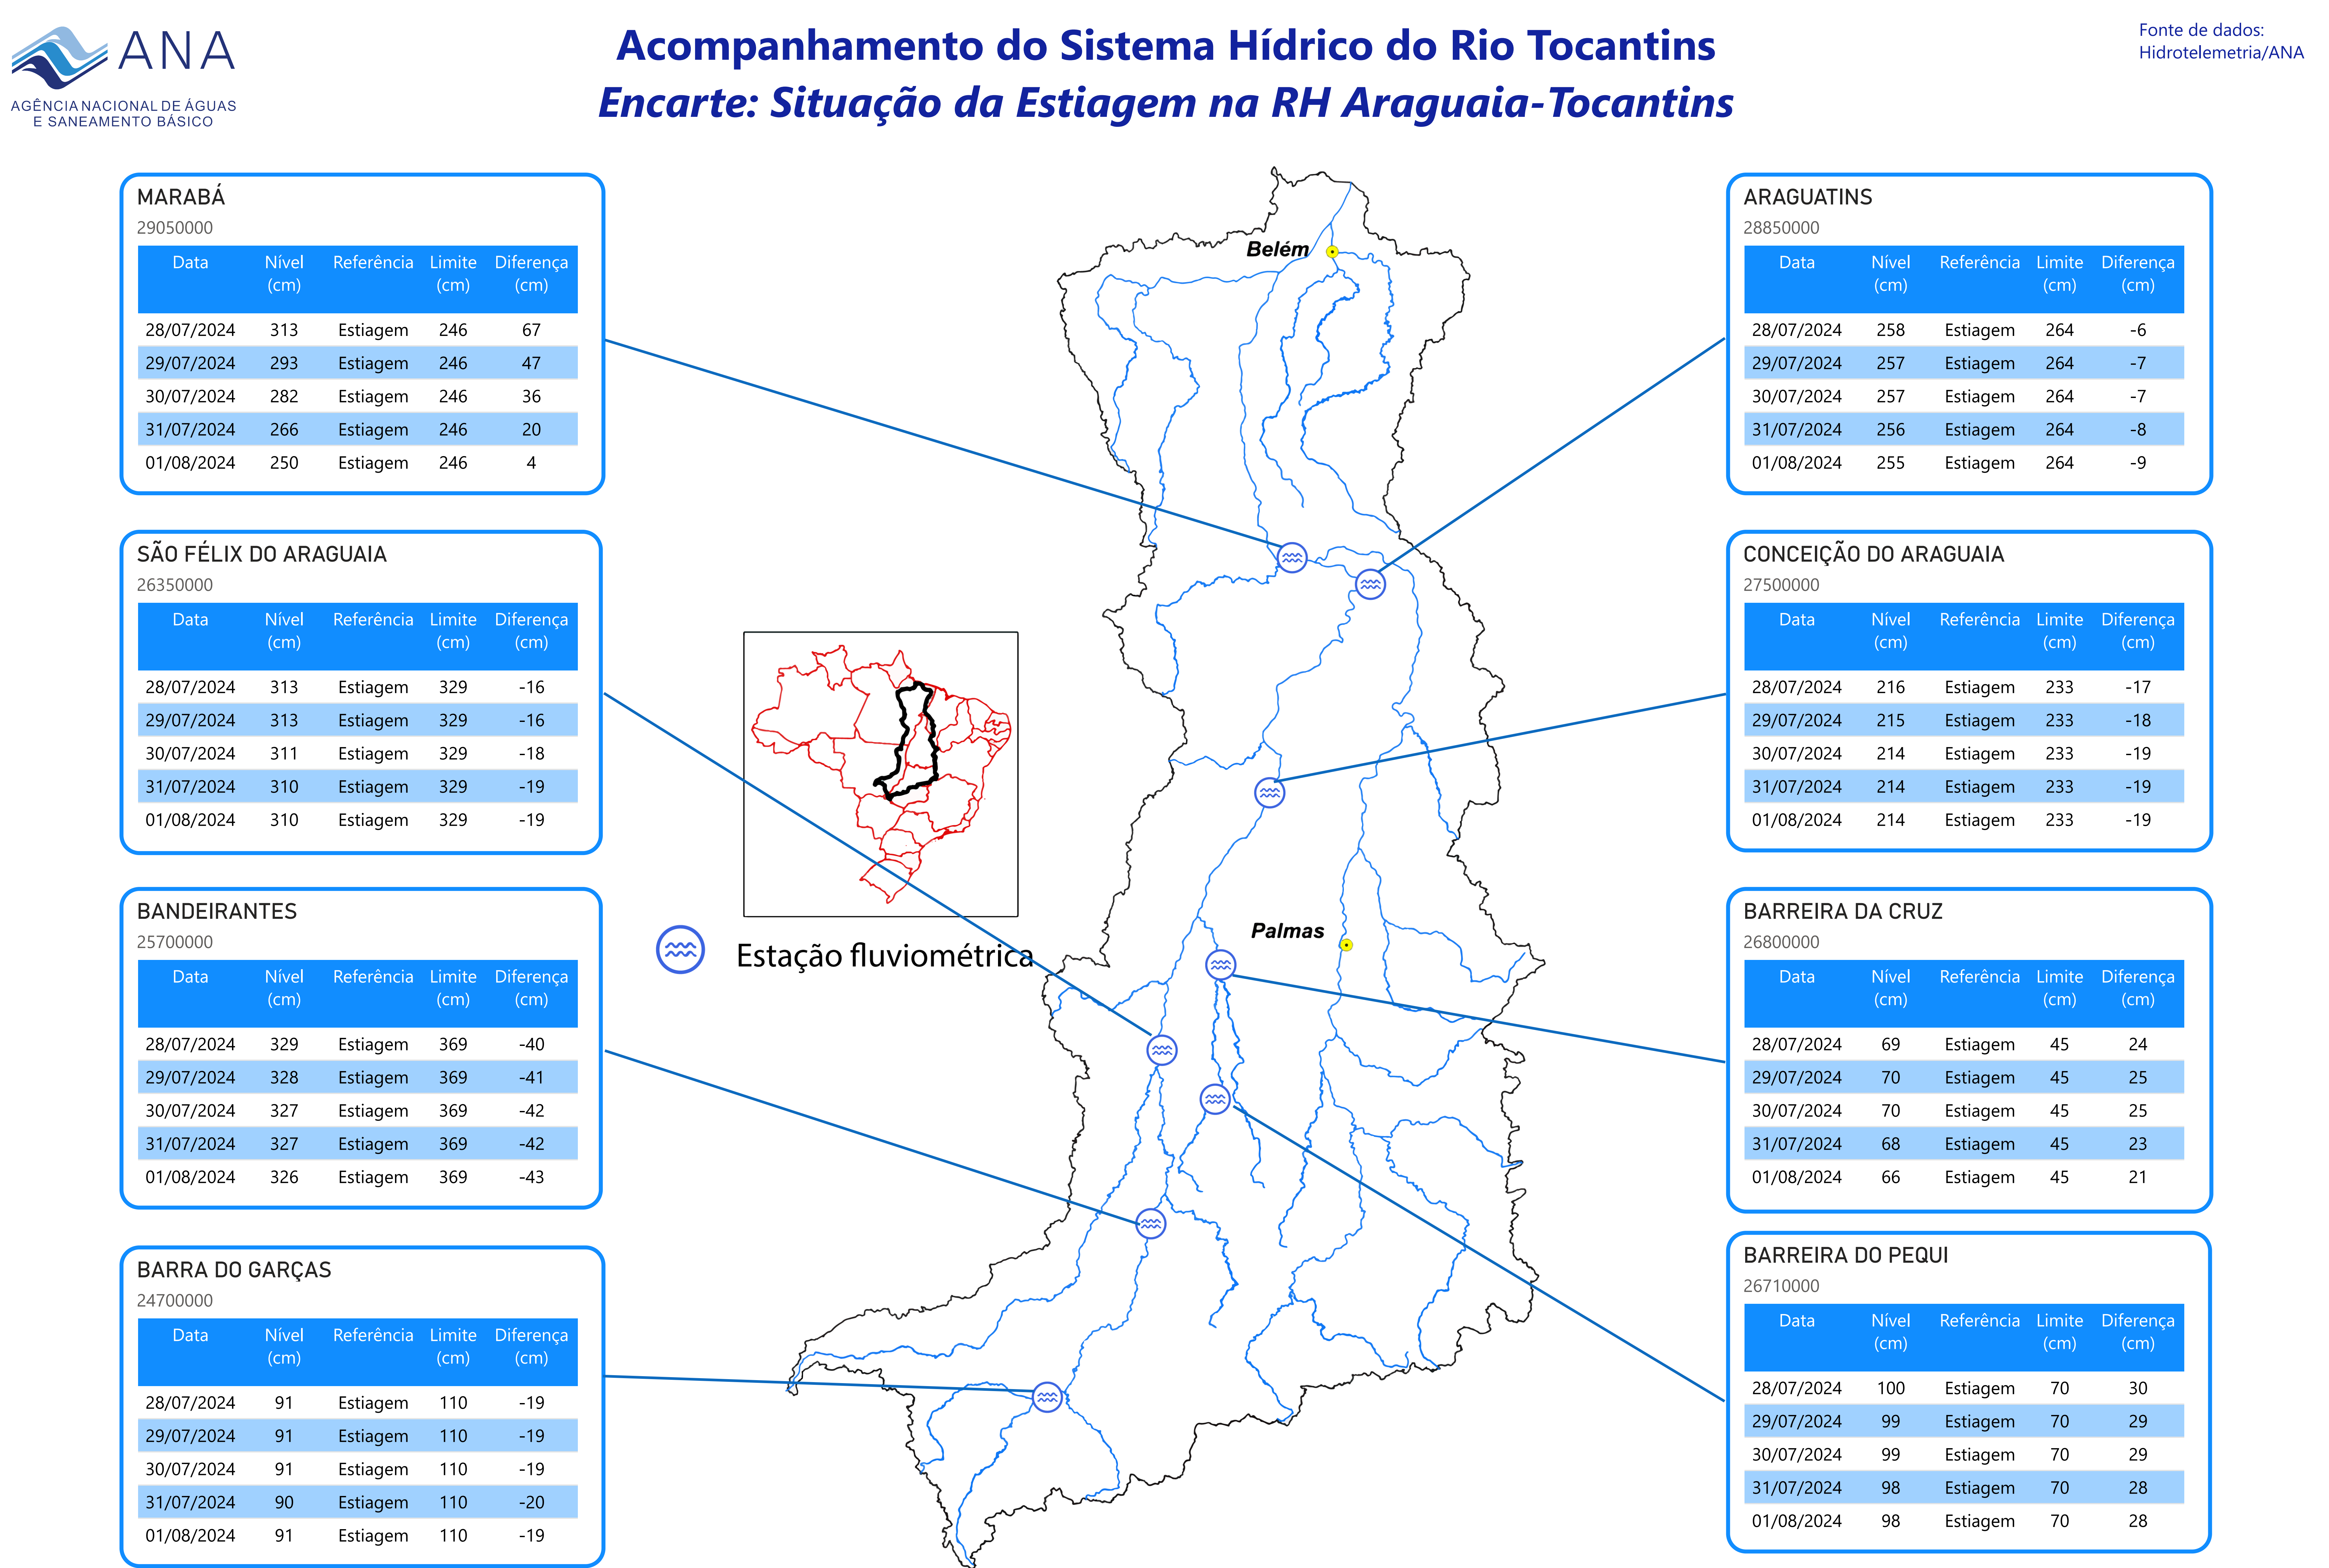 ANA
AGÊNCIA NACIONAL DE ÁGUAS
E SANEAMENTO BÁSICO
Acompanhamento do Sistema Hídrico do Rio Tocantins
Encarte: Situação da Estiagem na RH Araguaia-Tocantins
Fonte de dados:
Hidrotelemetria/ANA
MARABÁ
29050000
Data Nível (cm) Referência Limite (cm) Diferença (cm)
28/07/2024 313 Estiagem 246 67
29/07/2024 293 Estiagem 246 47
30/07/2024 282 Estiagem 246 36
31/07/2024 266 Estiagem 246 20
01/08/2024 250 Estiagem 246 4
SÃO FÉLIX DO ARAGUAIA
26350000
Data Nível (cm) Referência Limite (cm) Diferença (cm)
28/07/2024 313 Estiagem 329 -16
29/07/2024 313 Estiagem 329 -16
30/07/2024 311 Estiagem 329 -18
31/07/2024 310 Estiagem 329 -19
01/08/2024 310 Estiagem 329 -19
BANDEIRANTES
25700000
Data Nível (cm) Referência Limite (cm) Diferença (cm)
28/07/2024 329 Estiagem 369 -40
29/07/2024 328 Estiagem 369 -41
30/07/2024 327 Estiagem 369 -42
31/07/2024 327 Estiagem 369 -42
01/08/2024 326 Estiagem 369 -43
BARRA DO GARÇAS
24700000
Data Nível (cm) Referência Limite (cm) Diferença (cm)
28/07/2024 91 Estiagem 110 -19
29/07/2024 91 Estiagem 110 -19
30/07/2024 91 Estiagem 110 -19
31/07/2024 90 Estiagem 110 -20
01/08/2024 91 Estiagem 110 -19
Belém
Palmas
Estação fluviométrica
ARAGUATINS
28850000
Data Nível (cm) Referência Limite (cm) Diferença (cm)
28/07/2024 258 Estiagem 264 -6
29/07/2024 257 Estiagem 264 -7
30/07/2024 257 Estiagem 264 -7
31/07/2024 256 Estiagem 264 -8
01/08/2024 255 Estiagem 264 -9
CONCEIÇÃO DO ARAGUAIA
27500000
Data Nível (cm) Referência Limite (cm) Diferença (cm)
28/07/2024 216 Estiagem 233 -17
29/07/2024 215 Estiagem 233 -18
30/07/2024 214 Estiagem 233 -19
31/07/2024 214 Estiagem 233 -19
01/08/2024 214 Estiagem 233 -19
BARREIRA DA CRUZ
26800000
Data Nível (cm) Referência Limite (cm) Diferença (cm)
28/07/2024 69 Estiagem 45 24
29/07/2024 70 Estiagem 45 25
30/07/2024 70 Estiagem 45 25
31/07/2024 68 Estiagem 45 23
01/08/2024 66 Estiagem 45 21
BARREIRA DO PEQUI
26710000
Data Nível (cm) Referência Limite (cm) Diferença (cm)
28/07/2024 100 Estiagem 70 30
29/07/2024 99 Estiagem 70 29
30/07/2024 99 Estiagem 70 29
31/07/2024 98 Estiagem 70 28
01/08/2024 98 Estiagem 70 28